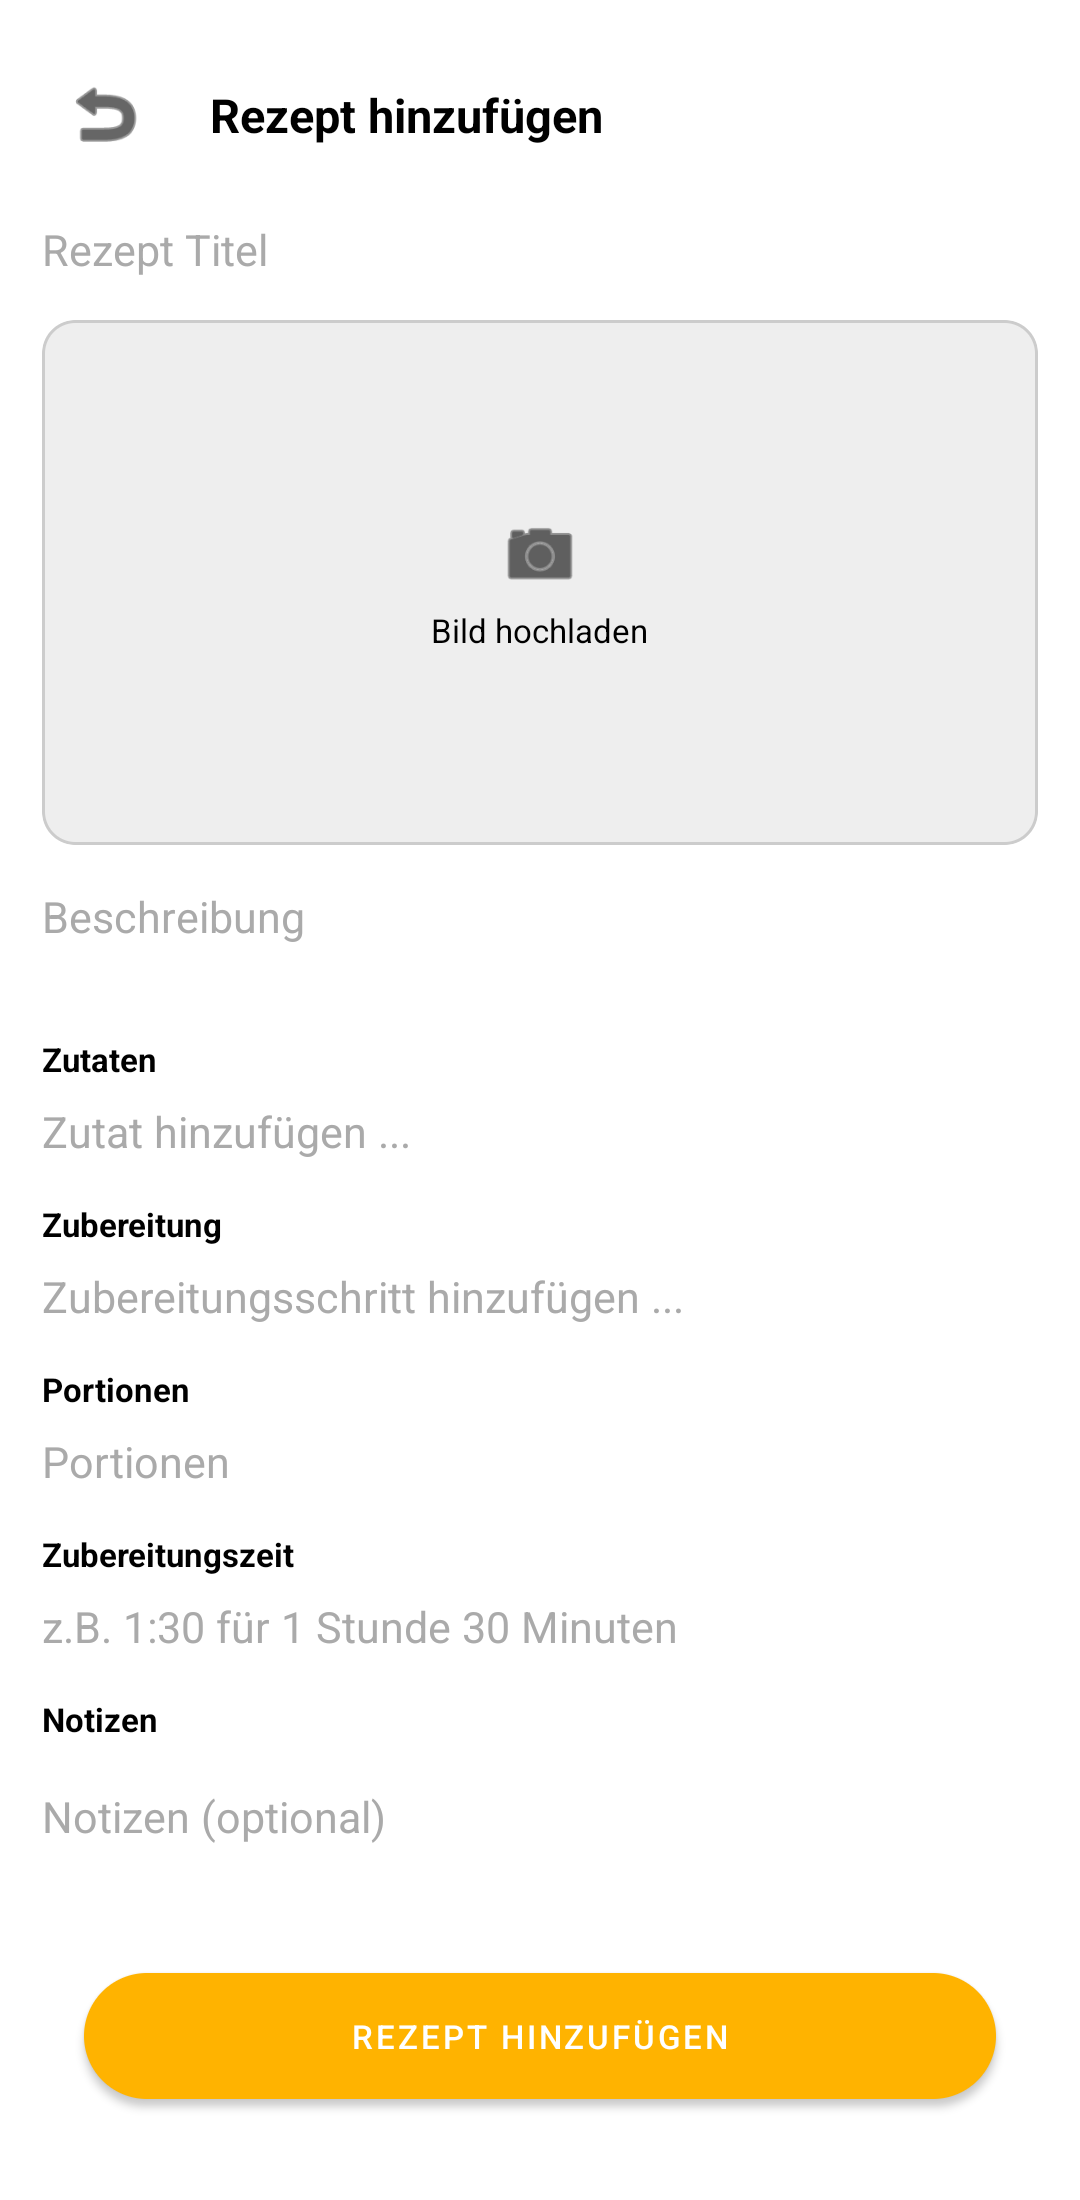 Rezept hinzufügen
Rezept Titel
Bild hochladen
Beschreibung
Zutaten
Zutat hinzufügen ...
Zubereitung
Zubereitungsschritt hinzufügen ...
Portionen
Portionen
Zubereitungszeit
z.B. 1:30 für 1 Stunde 30 Minuten
Notizen
Notizen (optional)
REZEPT HINZUFÜGEN